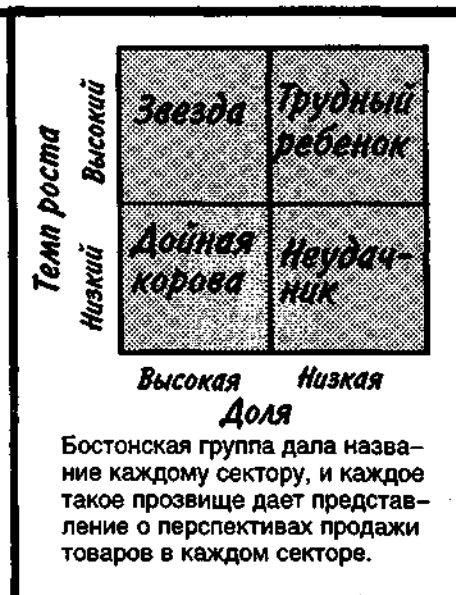 Темп роста
Высокий
Низкий
Звезда
Трудный
ребенок
Дойная
корова
Неудач-
ник
Высокая
Низкая
Доля
Бостонская группа дала назва-
ние каждому сектору, и каждое
такое прозвище дает представ-
ление о перспективах продажи
товаров в каждом секторе.